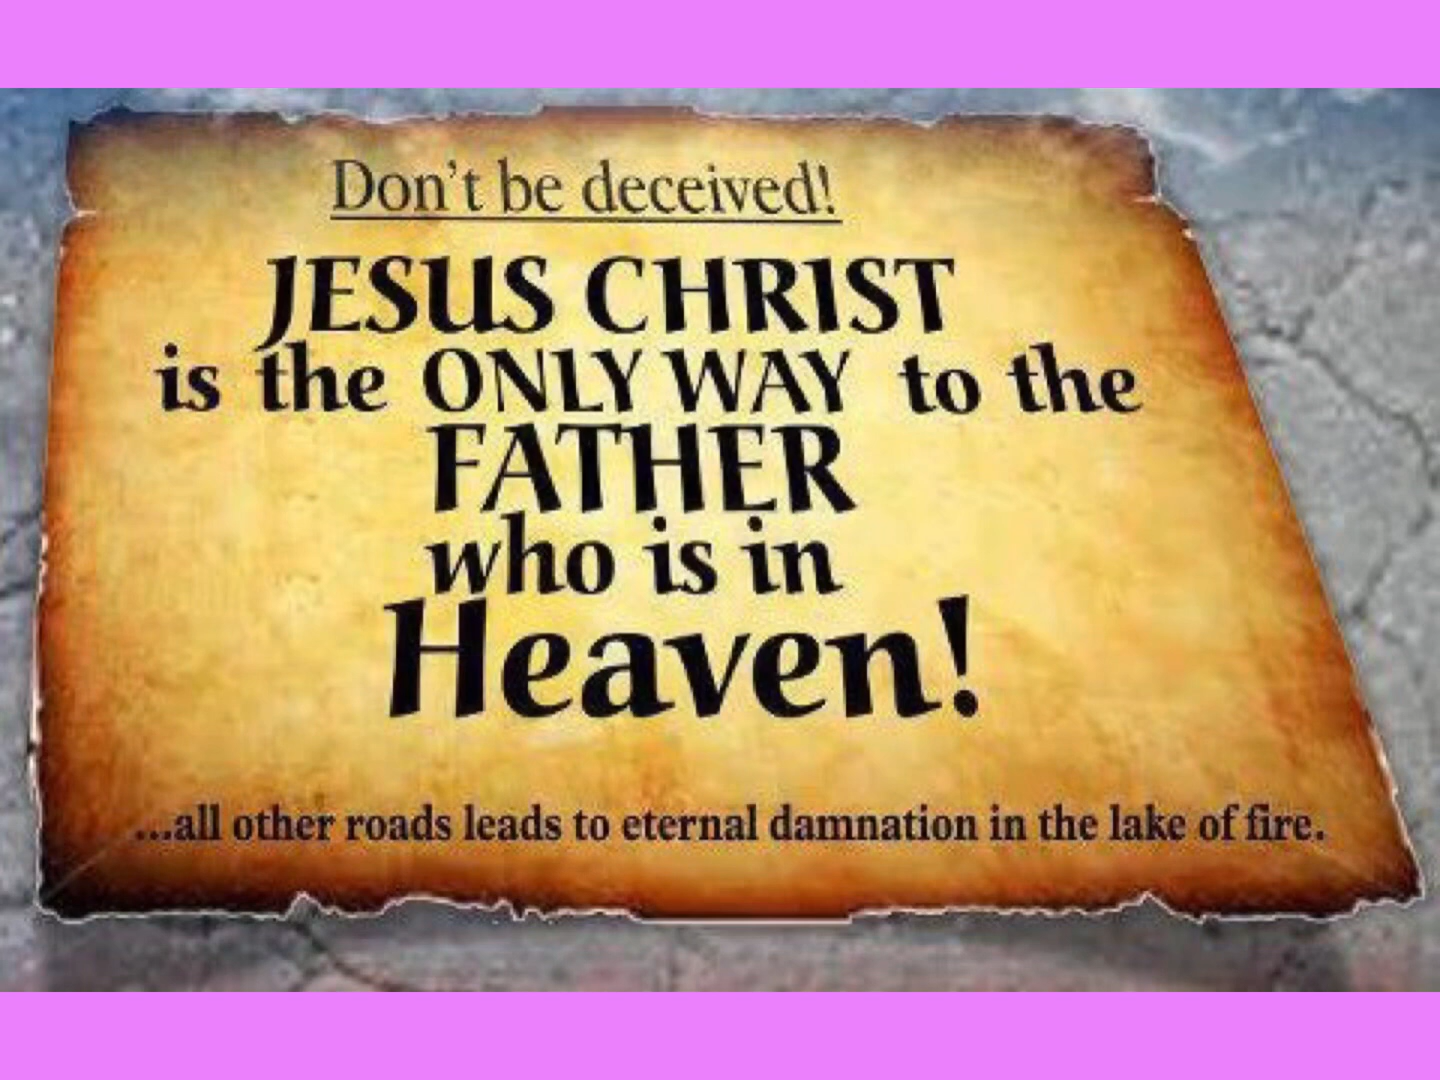 Don't be deceived!
JESUS CHRIST
is the ONLY WAY to the
FATHER
who is in
Heaven!
...all other roads leads to eternal damnation in the lake of fire.